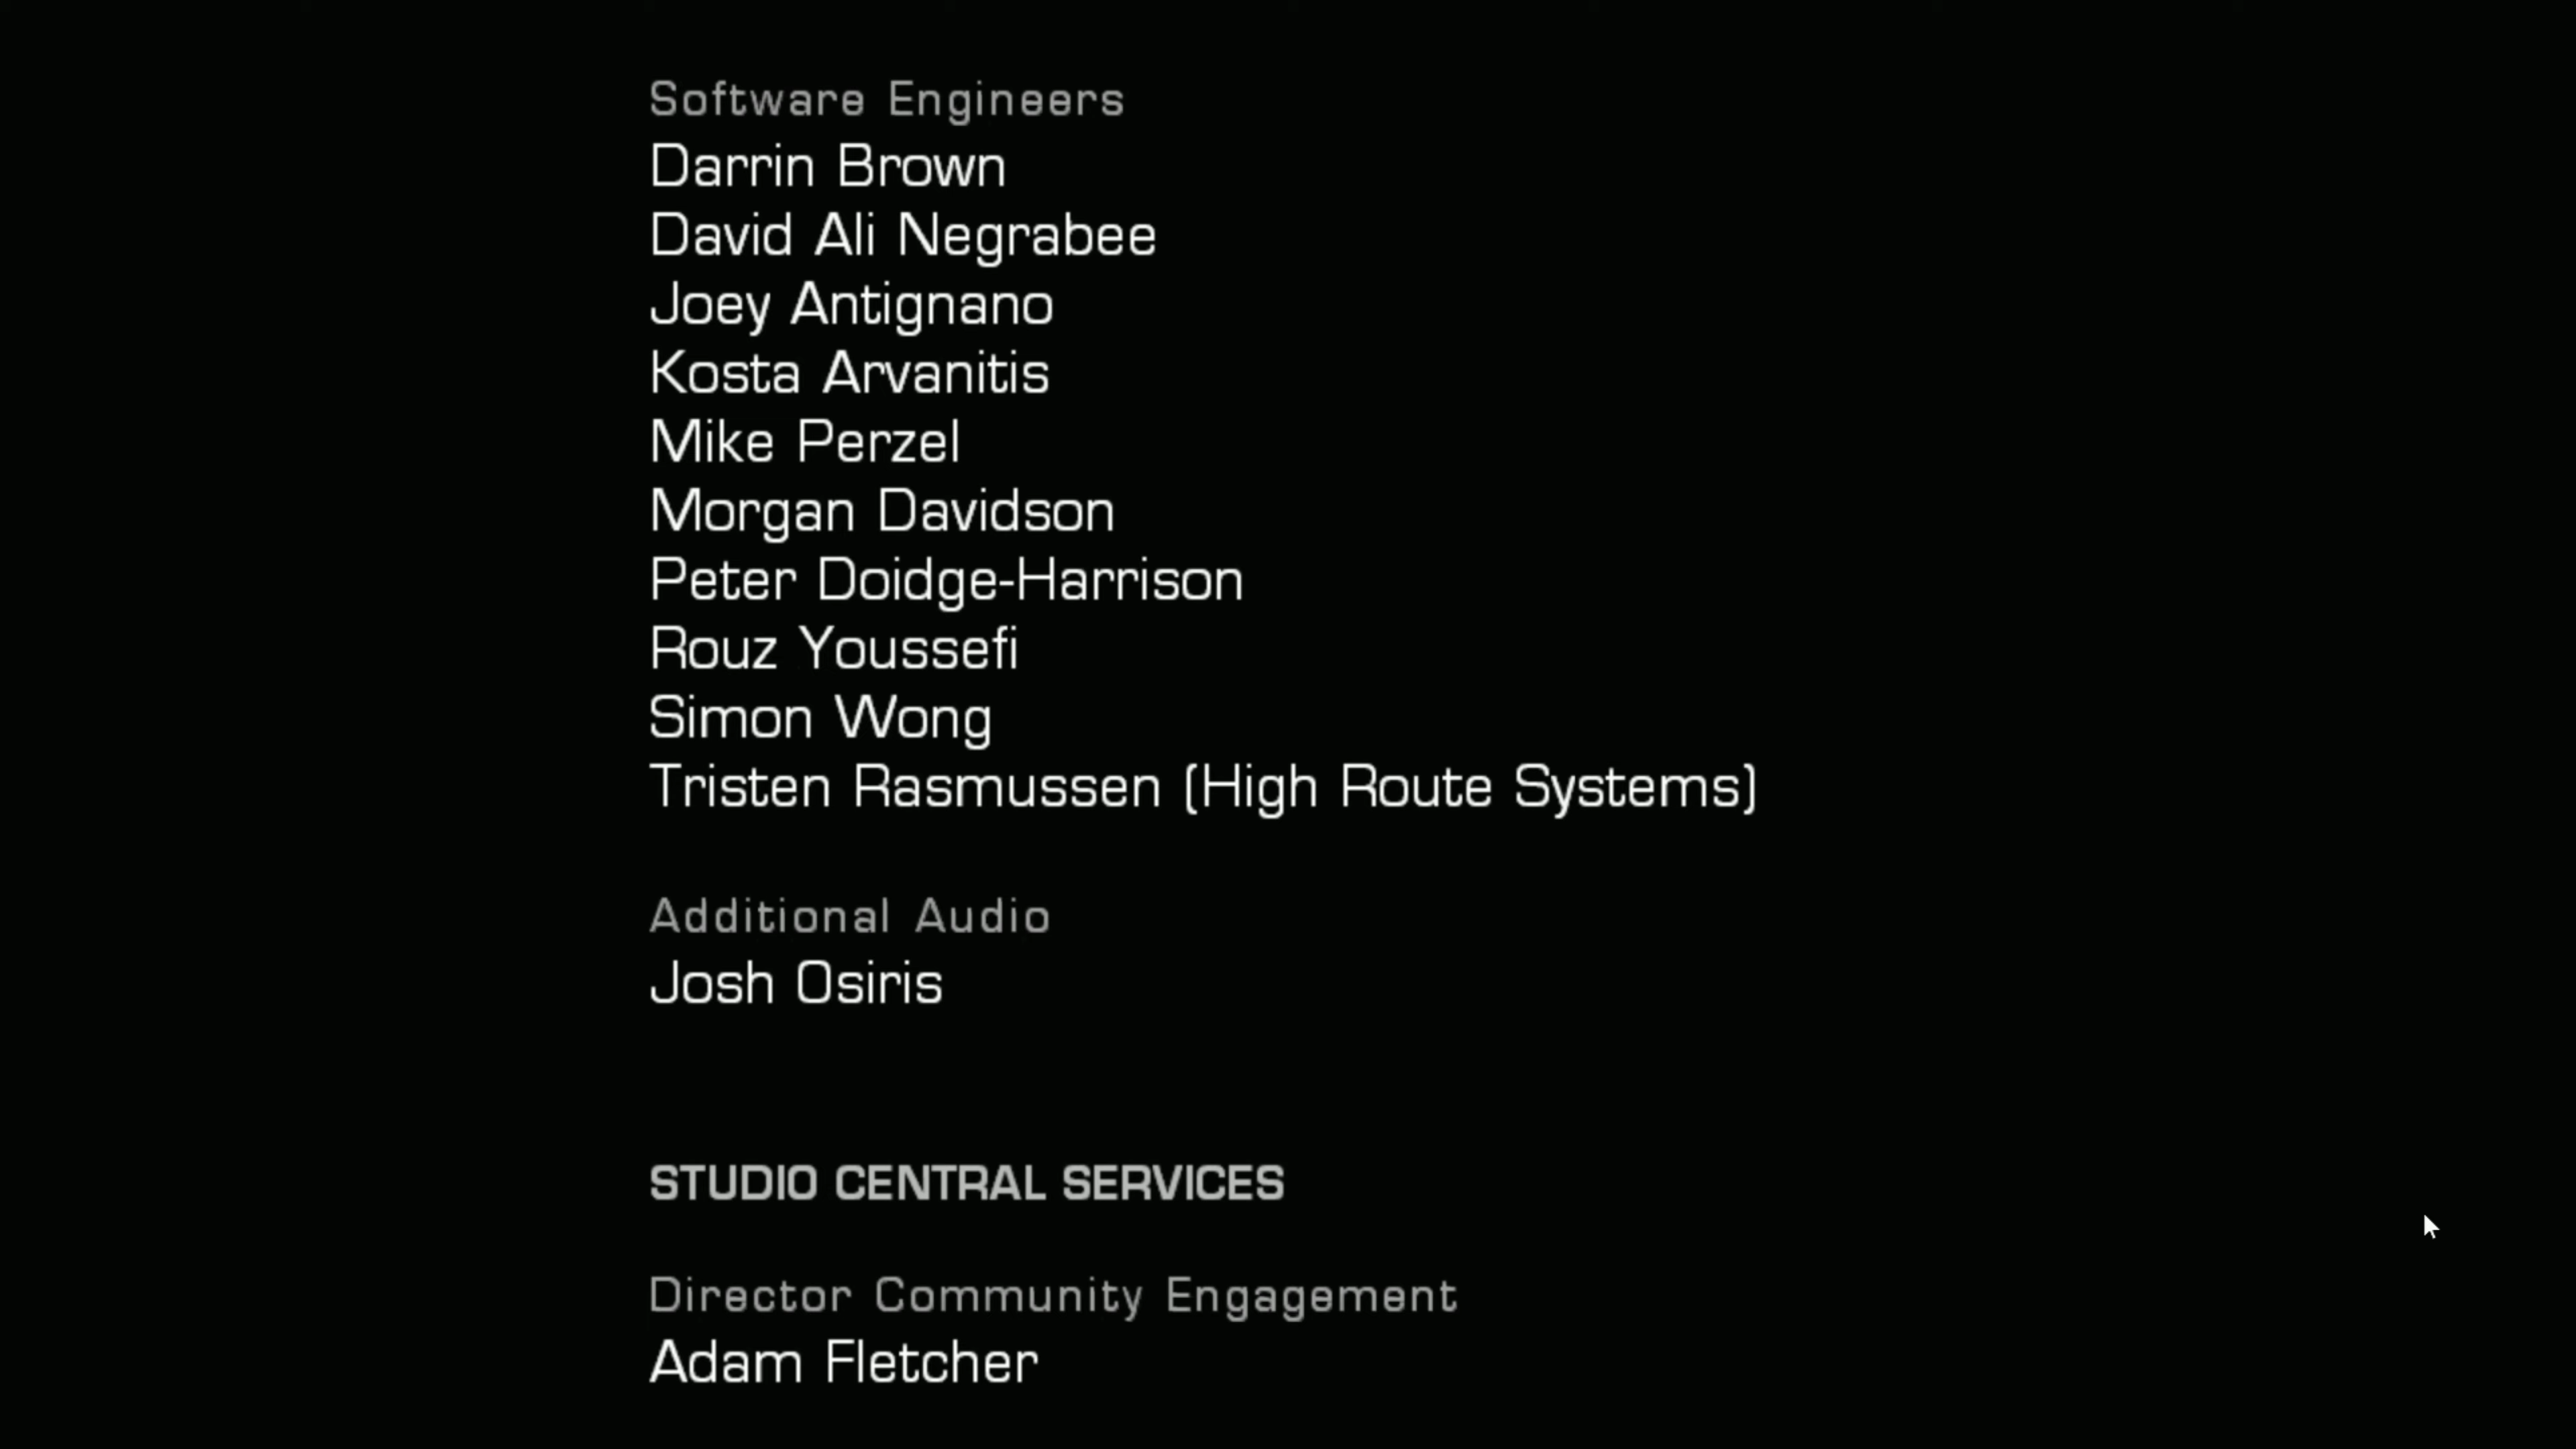 Software Engineers
Darrin Brown
David Ali Negrabee
Joey Antignano
Kosta Arvanitis
Mike Perzel
Morgan Davidson
Peter Doidge-Harrison
Rouz Youssefi
Simon Wong
Tristen Rasmussen (High Route Systems)
Additional Audio
Josh Osiris
STUDIO CENTRAL SERVICES
Director Community Engagement
Adam Fletcher